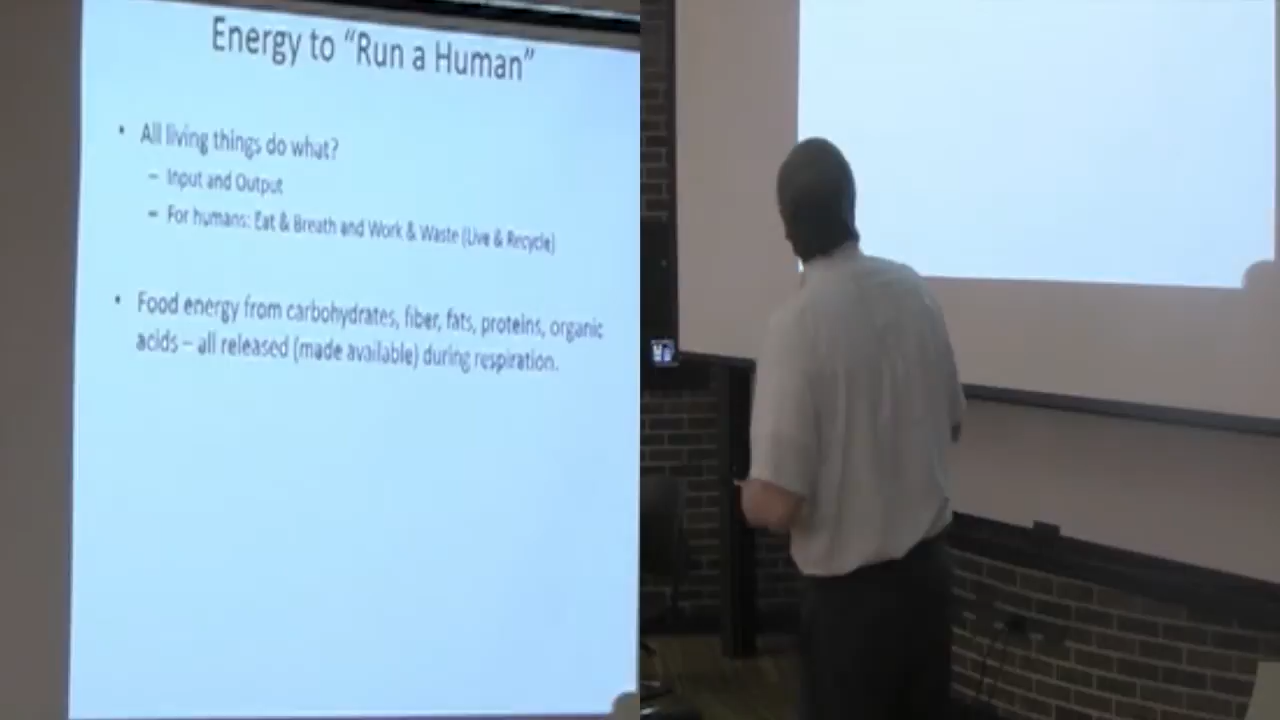 Energy to “Run a Human”
• All living things do what?
– Input and Output
– For humans: Eat & Breath and Work & Waste (Live & Recycle)
• Food energy from carbohydrates, fiber, fats, proteins, organic
acids – all released (made available) during respiration.